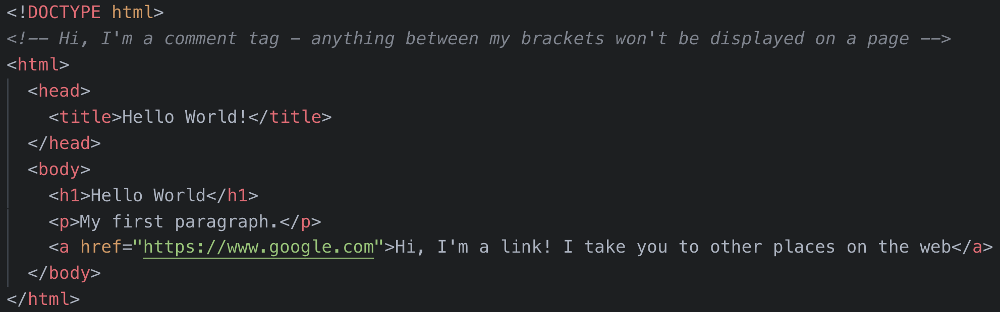 <!DOCTYPE html>
<!-- Hi, I'm a comment tag - anything between my brackets won't be displayed on a page -->
<html>
  <head>
    <title>Hello World!</title>
  </head>
  <body>
    <h1>Hello World</h1>
    <p>My first paragraph.</p>
    <a href="https://www.google.com">Hi, I'm a link! I take you to other places on the web</a>
  </body>
</html>